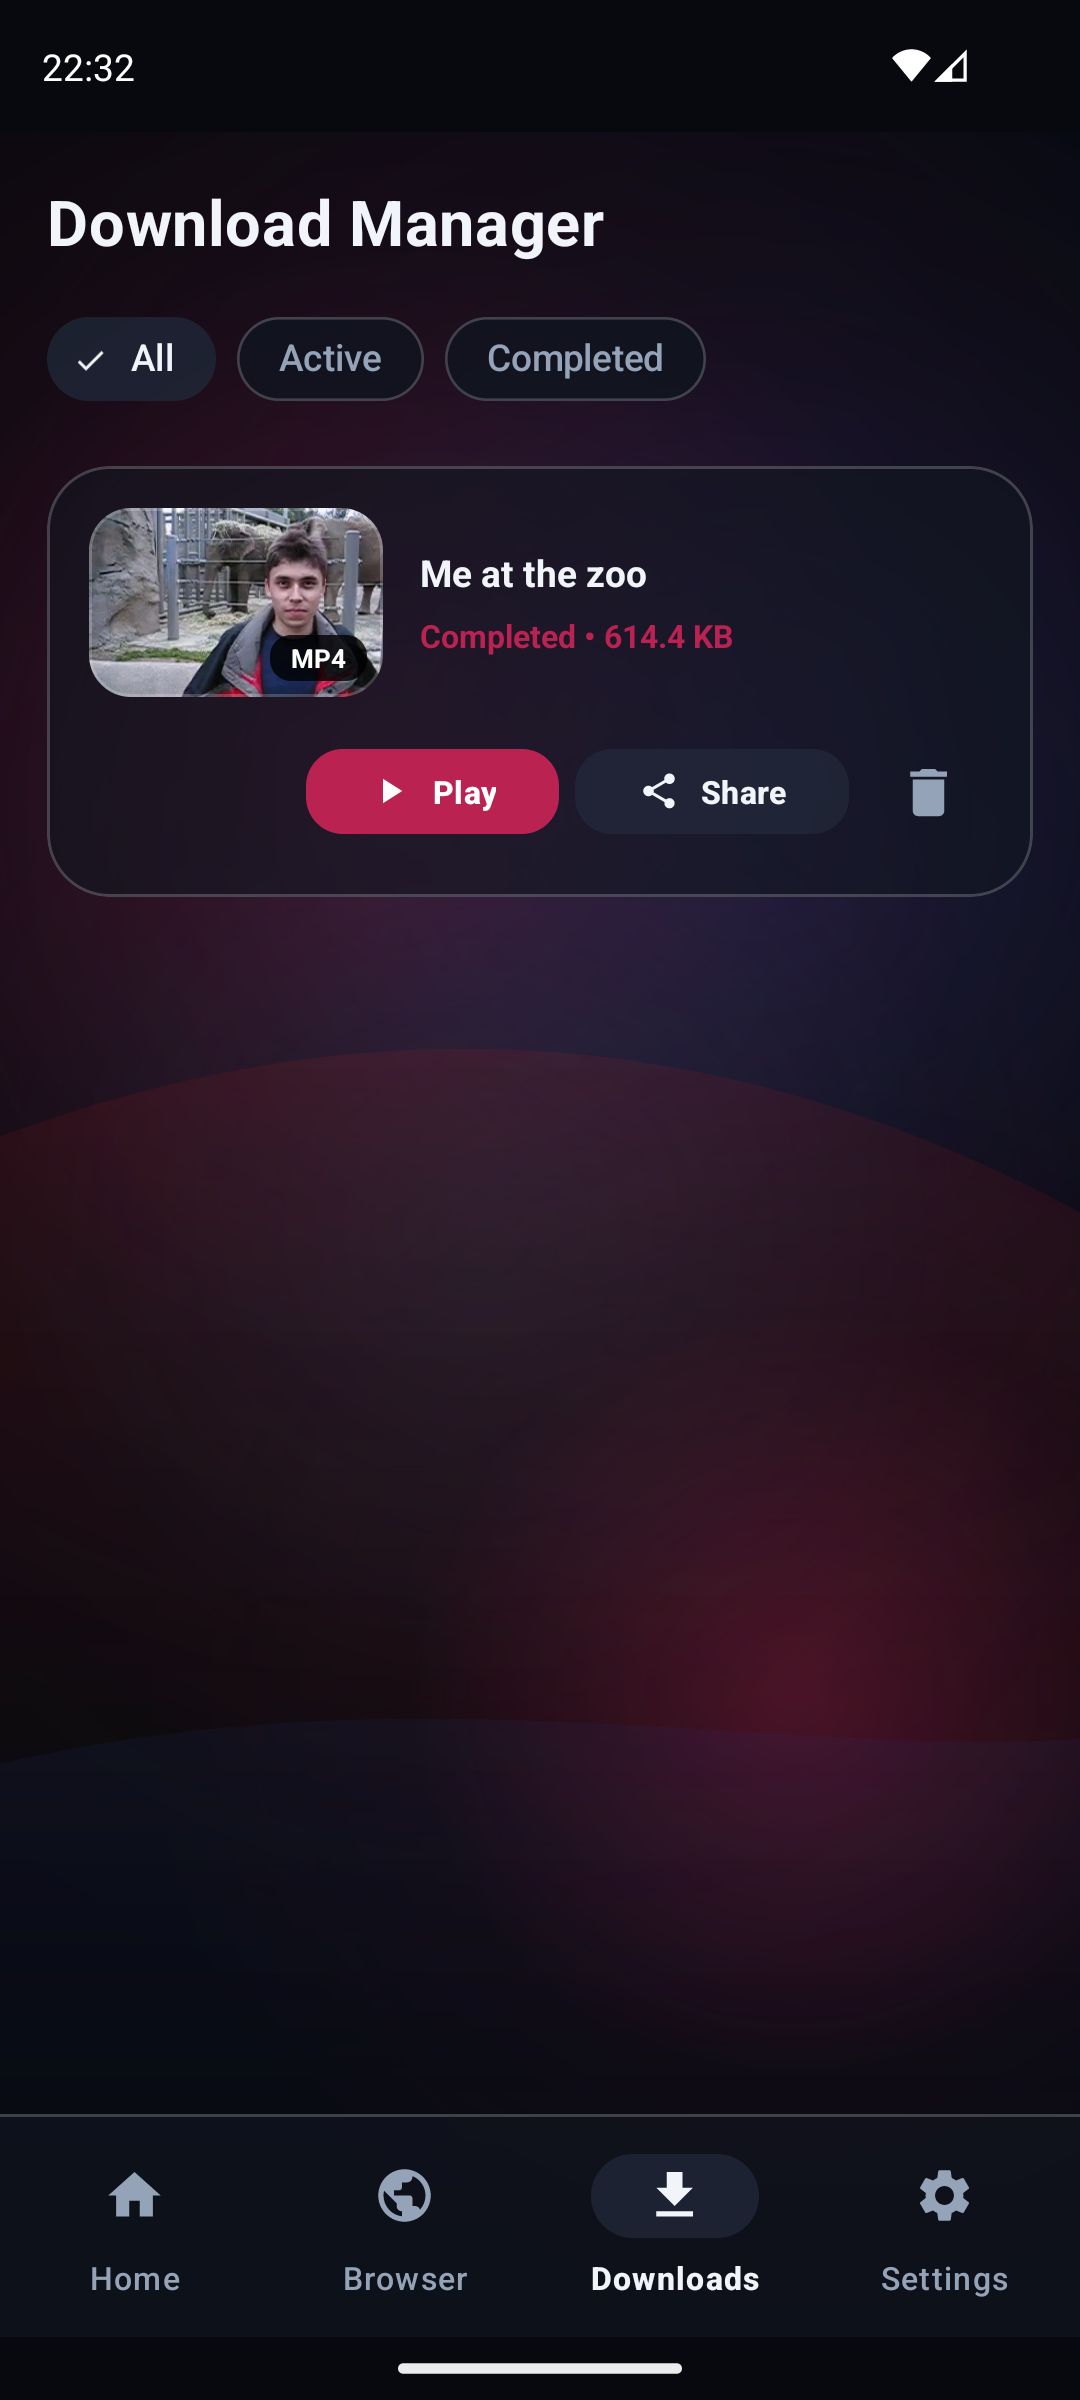 22:32
Download Manager
All
Active
Completed
Me at the zoo
Completed • 614.4 KB
MP4
Play
Share
Home
Browser
Downloads
Settings